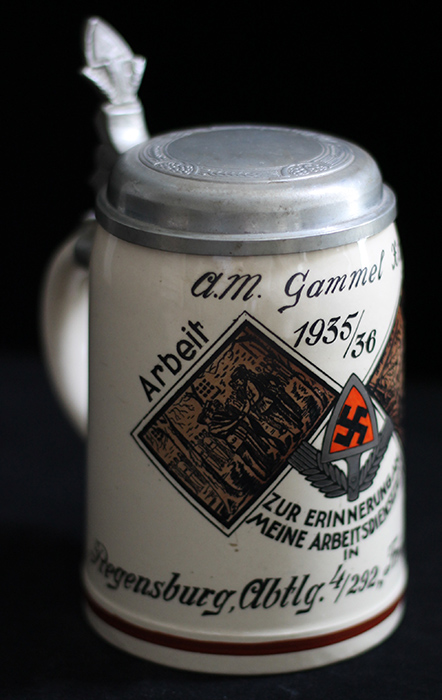 a.m. Gammel
1935/36
Arbeit
ZUR ERINNERUNG
MEINE
IN
Regensburg, Abtlg. 4/292,